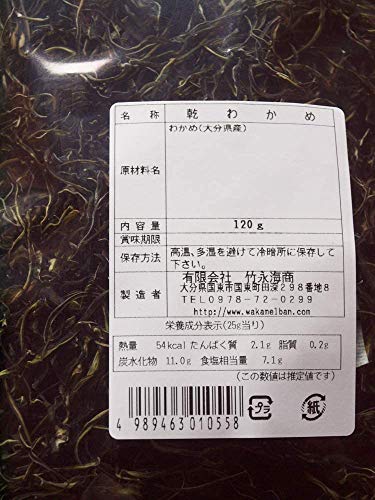 名称 乾わかめ
原材料名 わかめ(大分県産)
内容量 120g
賞味期限
保存方法 高温、多湿を避けて冷暗所に保存して
下さい。
製造者 有限会社 竹永海商
大分県国東市国東町田深298番地8
TEL0978-72-0299
http://www.wakamelban.com
栄養成分表示(25g当り)
熱量 54kcal たんぱく質 2.1g 脂質 0.2g
炭水化物 11.0g 食塩相当量 7.1g
(この数値は推定値です)
4 989463 010558
プラ
紙